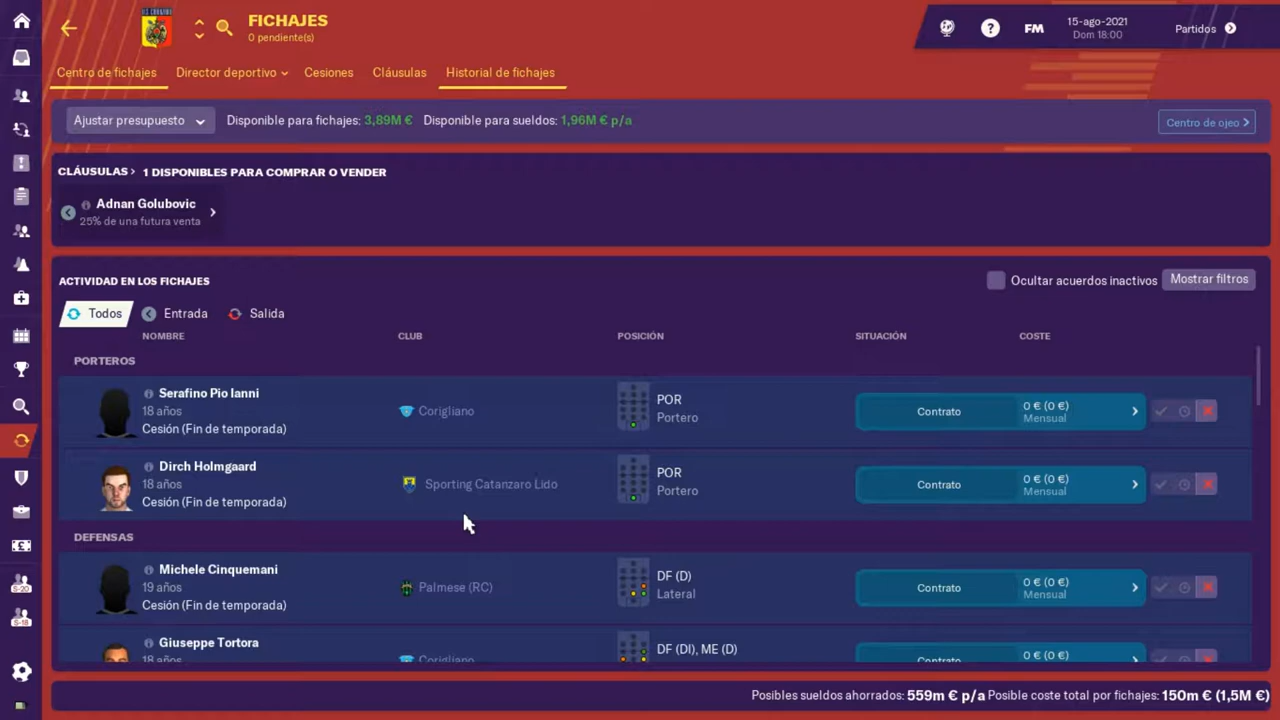 FICHAJES
0 pendiente(s)
FM
15-ago-2021
Dom 18:00
Partidos
Centro de fichajes
Director deportivo
Cesiones
Cláusulas
Historial de fichajes
Ajustar presupuesto
Disponible para fichajes: 3,89M €
Disponible para sueldos: 1,96M € p/a
Centro de ojeo
CLÁUSULAS > 1 DISPONIBLES PARA COMPRAR O VENDER
Adnan Golubovic
25% de una futura venta
ACTIVIDAD EN LOS FICHAJES
Ocultar acuerdos inactivos
Mostrar filtros
Todos
Entrada
Salida
NOMBRE
CLUB
POSICIÓN
SITUACIÓN
COSTE
PORTEROS
Serafino Pio Ianni
18 años
Cesión (Fin de temporada)
Corigliano
POR
Portero
Contrato
0 € (0 €)
Mensual
Dirch Holmgaard
18 años
Cesión (Fin de temporada)
Sporting Catanzaro Lido
POR
Portero
Contrato
0 € (0 €)
Mensual
DEFENSAS
Michele Cinquemani
19 años
Cesión (Fin de temporada)
Palmese (RC)
DF (D)
Lateral
Contrato
0 € (0 €)
Mensual
Giuseppe Tortora
18 años
Corigliano
DF (DI), ME (D)
Contrato
0 € (0 €)
S-20
S-18
Posibles sueldos ahorrados: 559m € p/a Posible coste total por fichajes: 150m € (1,5M €)